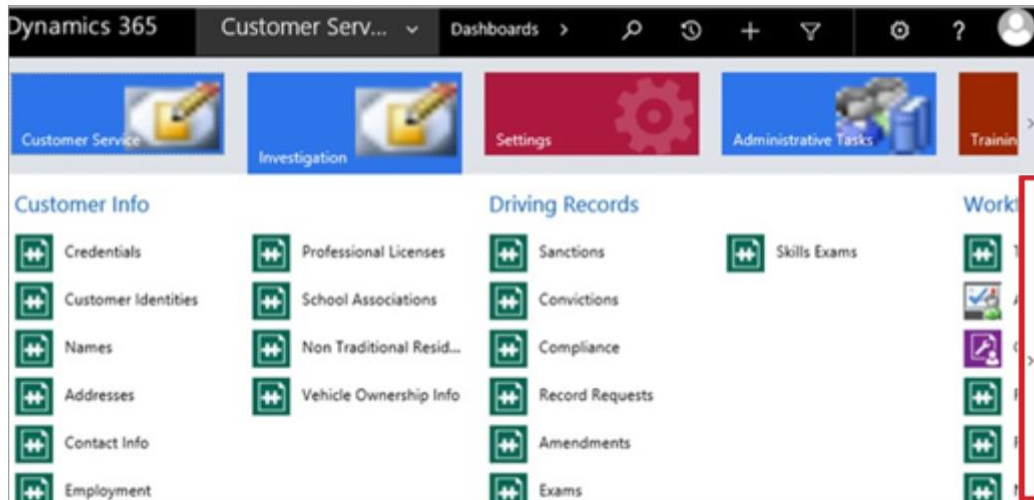 Dynamics 365 Customer Serv... Dashboards > + ?
Customer Service
Investigation
Settings
Administrative Tasks
Trainin
Customer Info
Credentials
Customer Identities
Names
Addresses
Contact Info
Employment
Professional Licenses
School Associations
Non Traditional Resid...
Vehicle Ownership Info
Driving Records
Sanctions
Convictions
Compliance
Record Requests
Amendments
Exams
Skills Exams